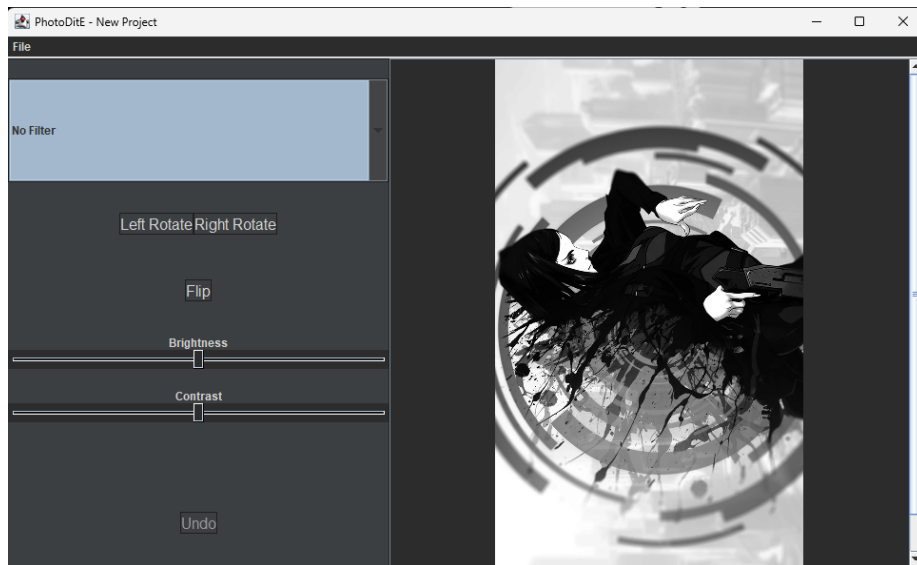 PhotoDitE - New Project
File
No Filter
Left Rotate Right Rotate
Flip
Brightness
Contrast
Undo